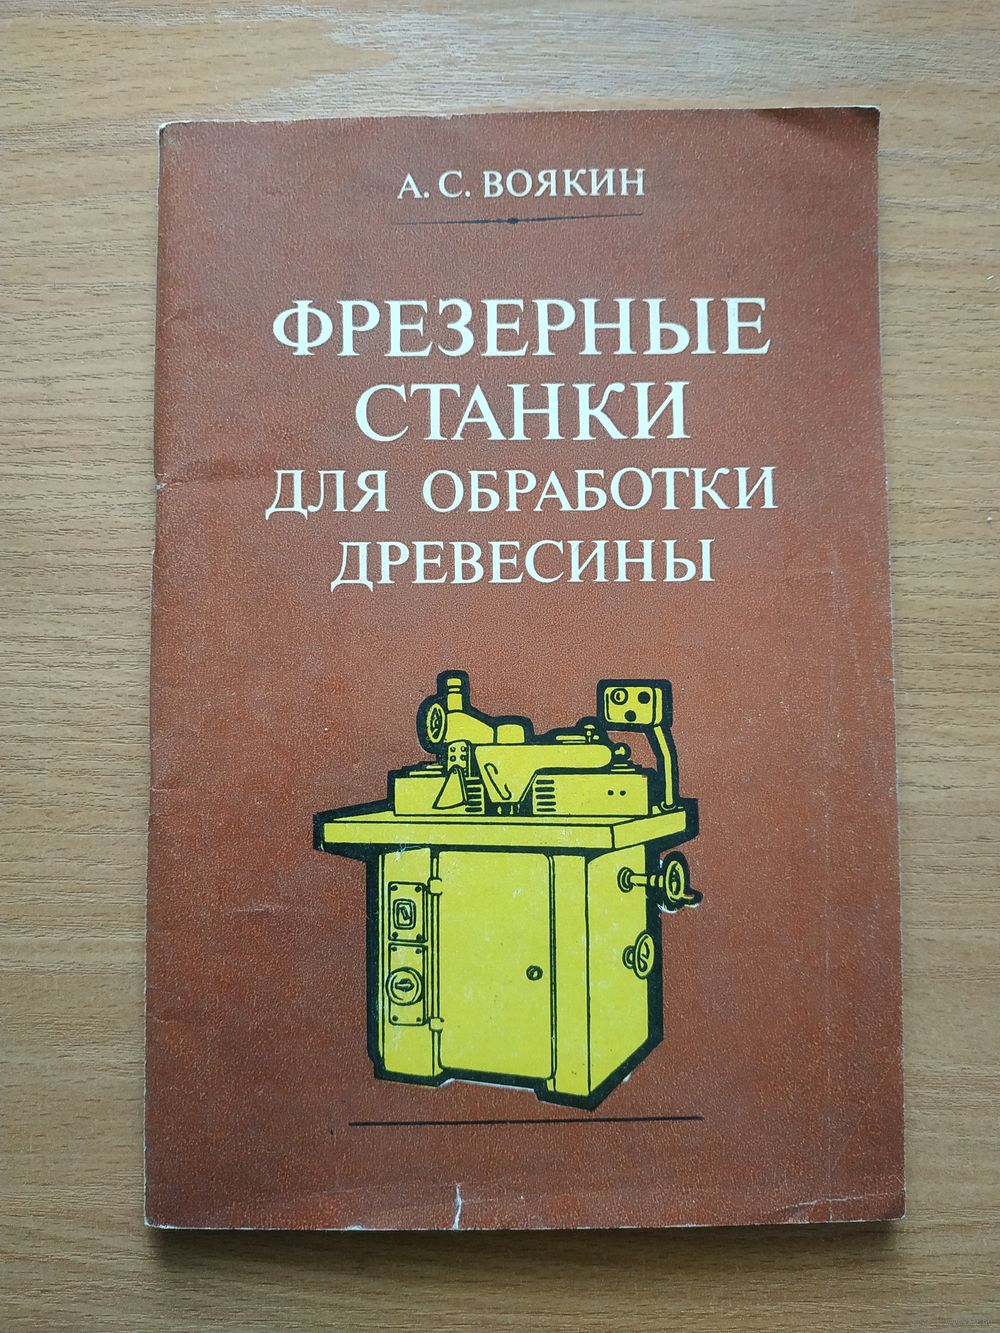 А. С. ВОЯКИН
ФРЕЗЕРНЫЕ
СТАНКИ
ДЛЯ ОБРАБОТКИ
ДРЕВЕСИНЫ